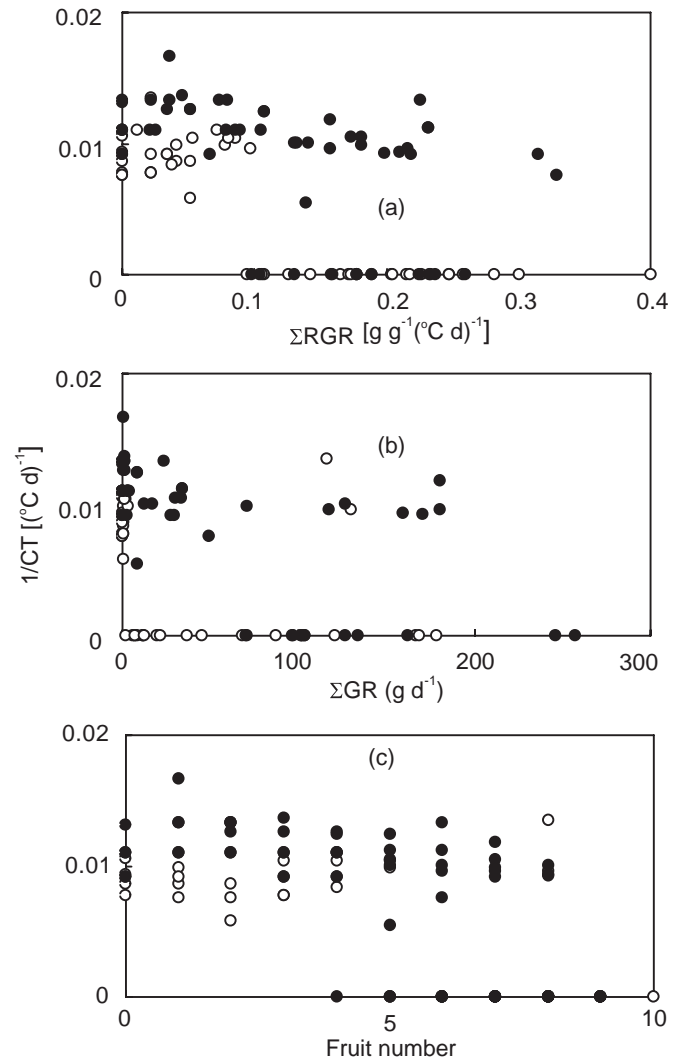 0.02
0.01
0
(a)
0 0.1 0.2 0.3 0.4
ΣRGR [g g⁻¹(°C d)⁻¹]
1/CT [(°C d)⁻¹]
0.02
0.01
0
(b)
0 100 200 300
ΣGR (g d⁻¹)
0.02
0.01
0
(c)
0 5 10
Fruit number